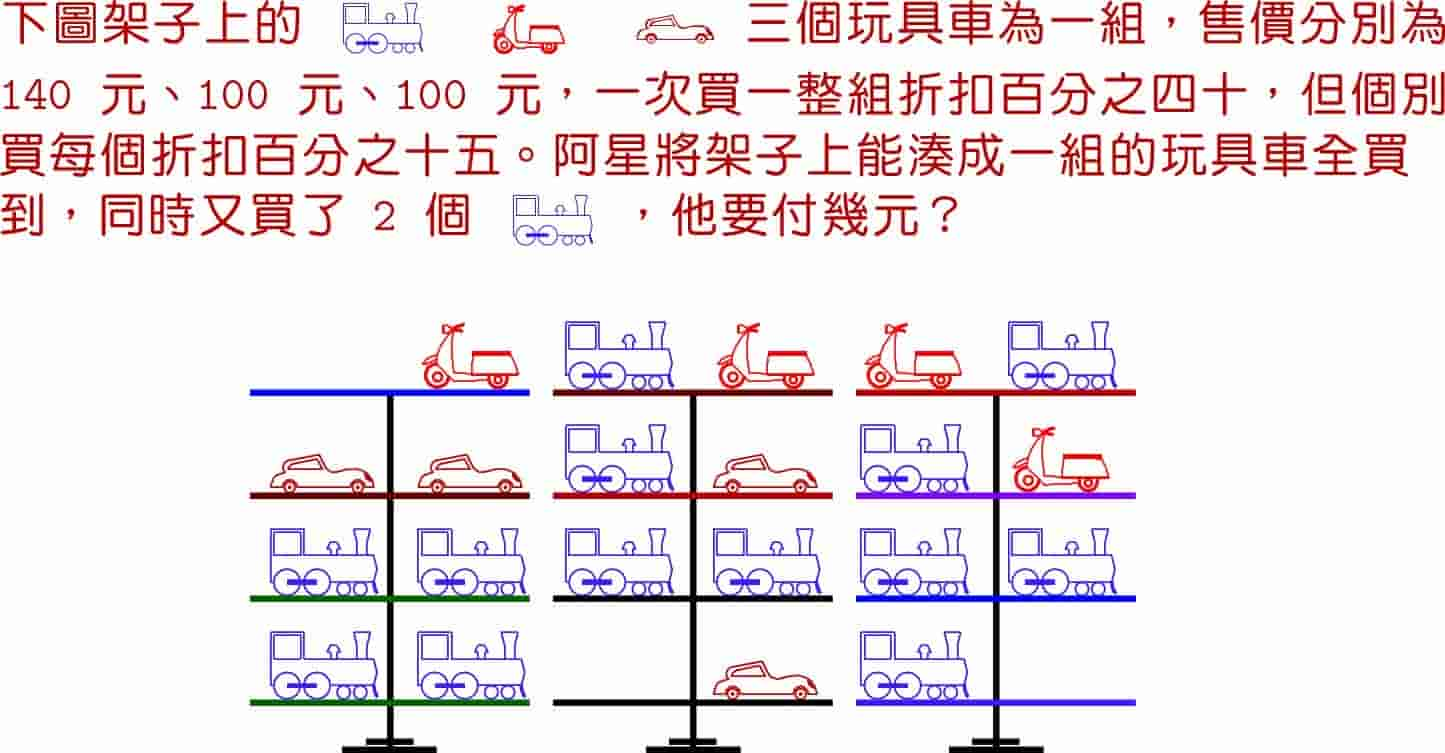 下圖架子上的 三個玩具車為一組，售價分別為
140 元、100 元、100 元，一次買一整組折扣百分之四十，但個別
買每個折扣百分之十五。阿星將架子上能湊成一組的玩具車全買
到，同時又買了 2 個 ，他要付幾元？